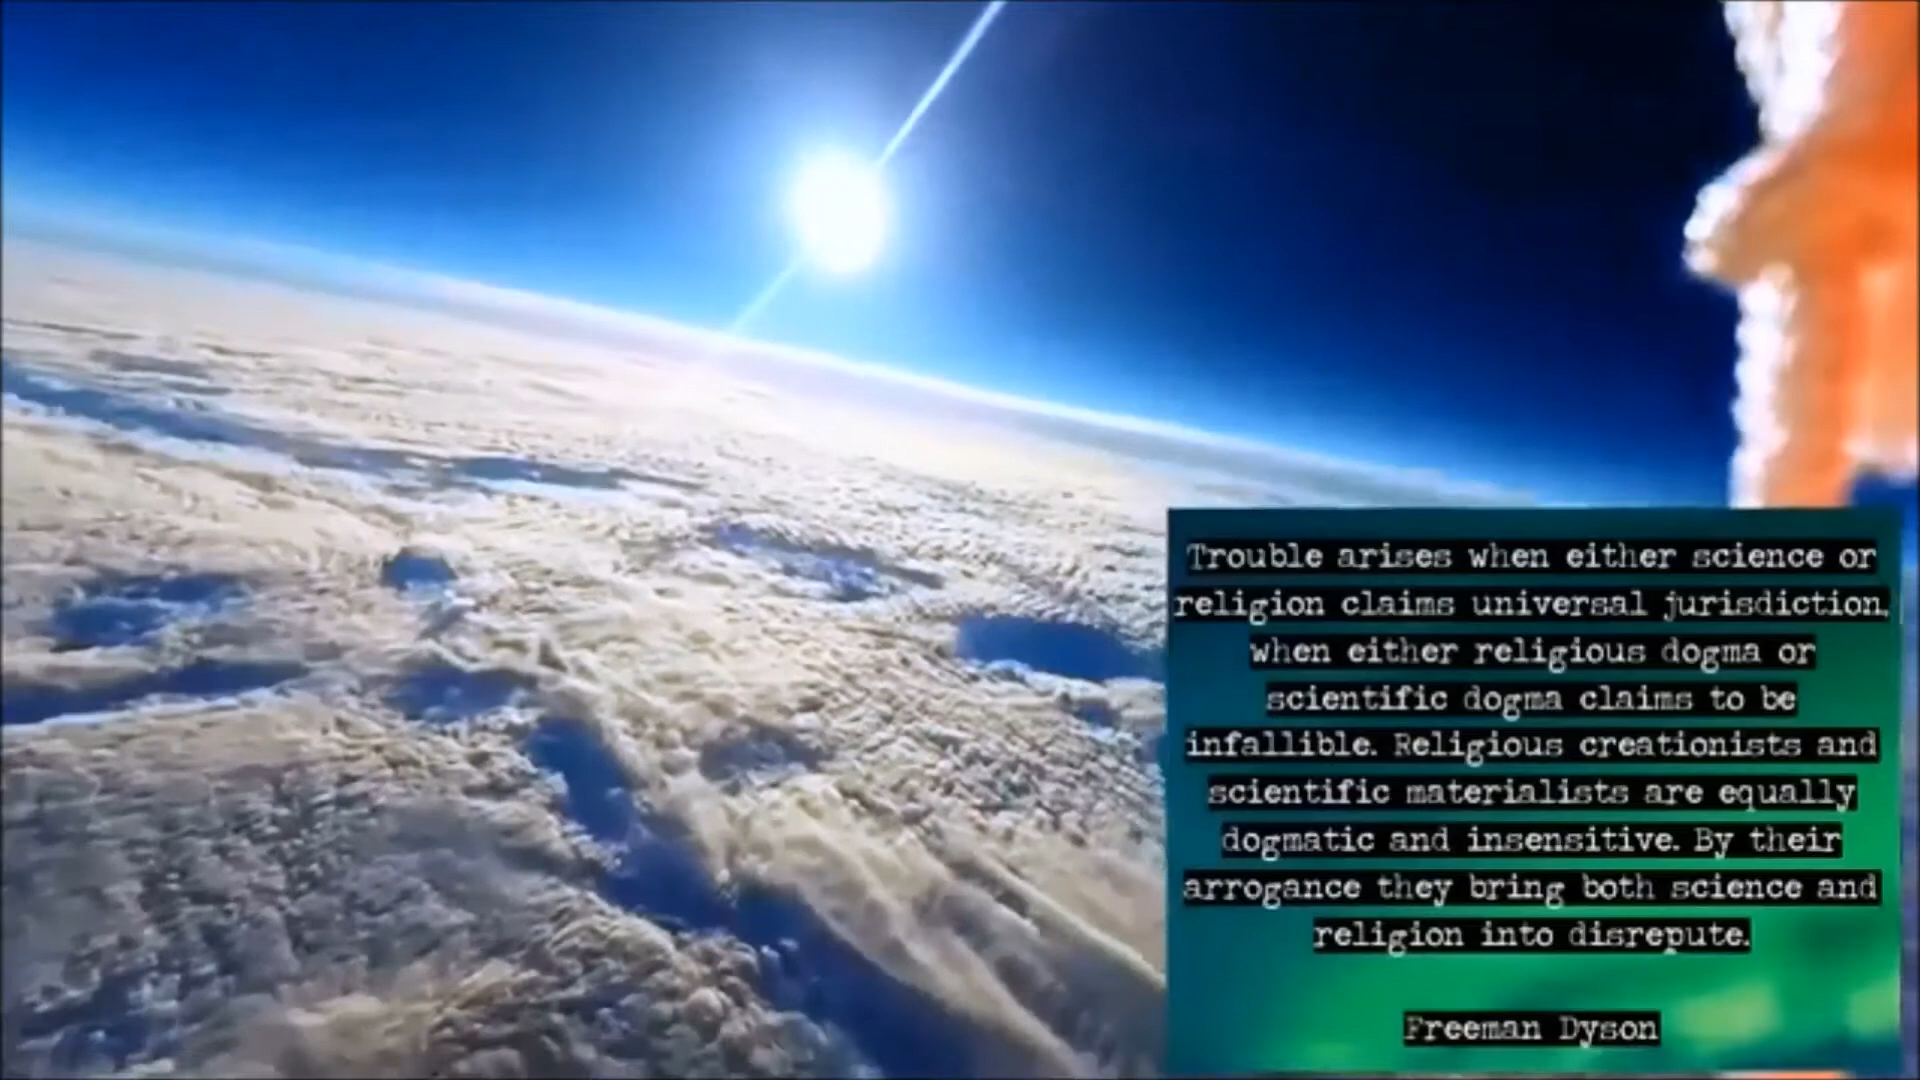 Trouble arises when either science or
religion claims universal jurisdiction,
when either religious dogma or
scientific dogma claims to be
infallible. Religious creationists and
scientific materialists are equally
dogmatic and insensitive. By their
arrogance they bring both science and
religion into disrepute.
Freeman Dyson